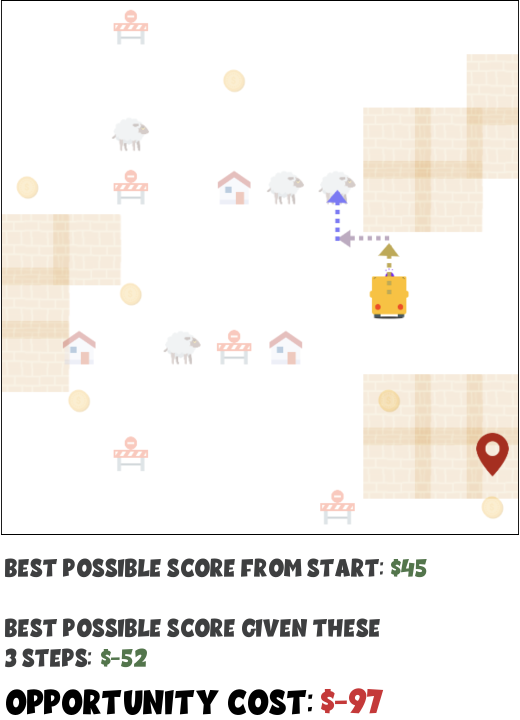 BEST POSSIBLE SCORE FROM START: $45
BEST POSSIBLE SCORE GIVEN THESE
3 STEPS: $-52
OPPORTUNITY COST: $-97